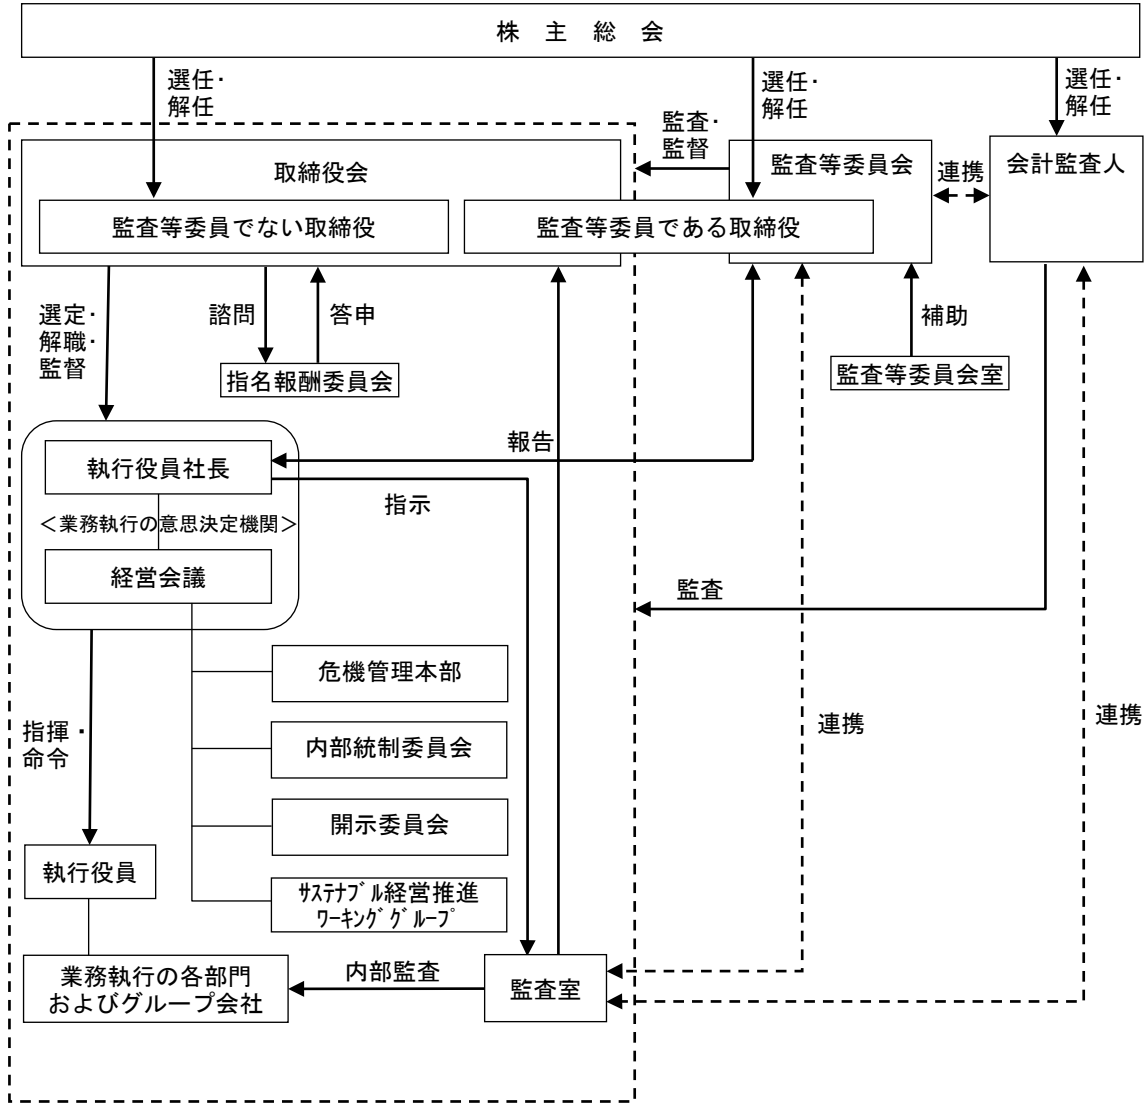 株 主 総 会
選任・
解任
選任・
解任
選任・
解任
監査・
監督
取締役会
監査等委員会
連携
会計監査人
監査等委員でない取締役
監査等委員である取締役
選定・
解職・
監督
諮問
答申
補助
指名報酬委員会
監査等委員会室
報告
執行役員社長
指示
＜業務執行の意思決定機関＞
経営会議
監査
危機管理本部
指揮・
命令
内部統制委員会
連携
連携
開示委員会
執行役員
ｻｽﾃﾅﾌﾞﾙ経営推進
ﾜｰｷﾝｸﾞｸﾞﾙｰﾌﾟ
業務執行の各部門
およびグループ会社
内部監査
監査室